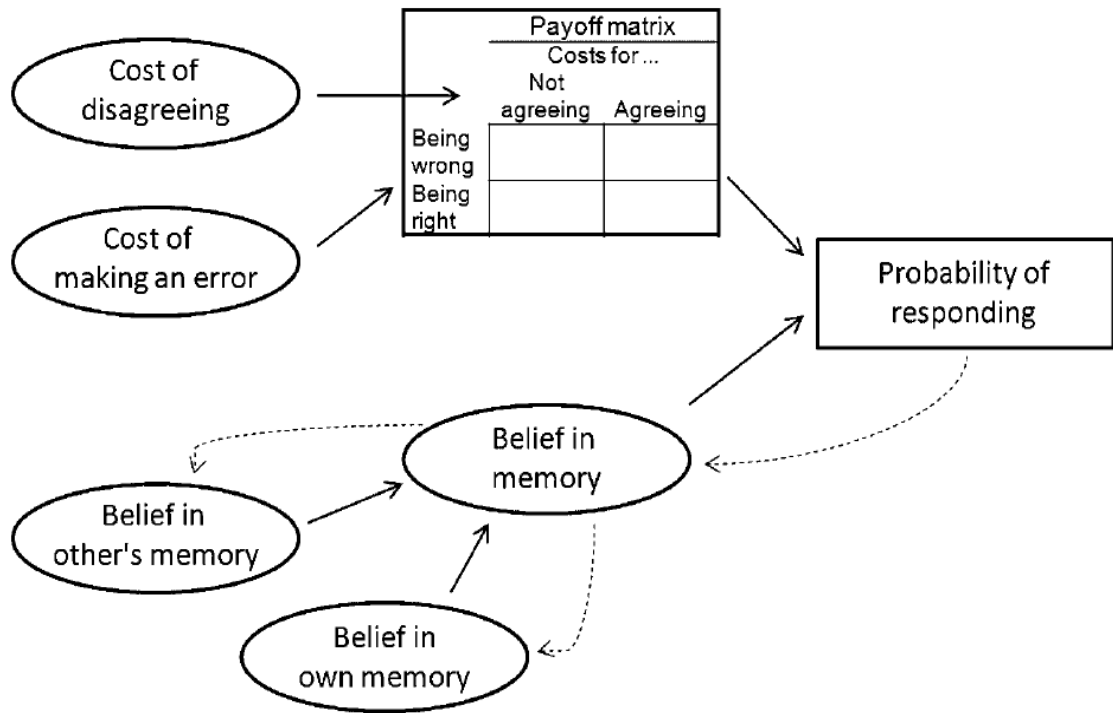 Cost of
disagreeing
Payoff matrix
Costs for ...
Not
agreeing
Agreeing
Being
wrong
Being
right
Cost of
making an error
Probability of
responding
Belief in
memory
Belief in
other's memory
Belief in
own memory